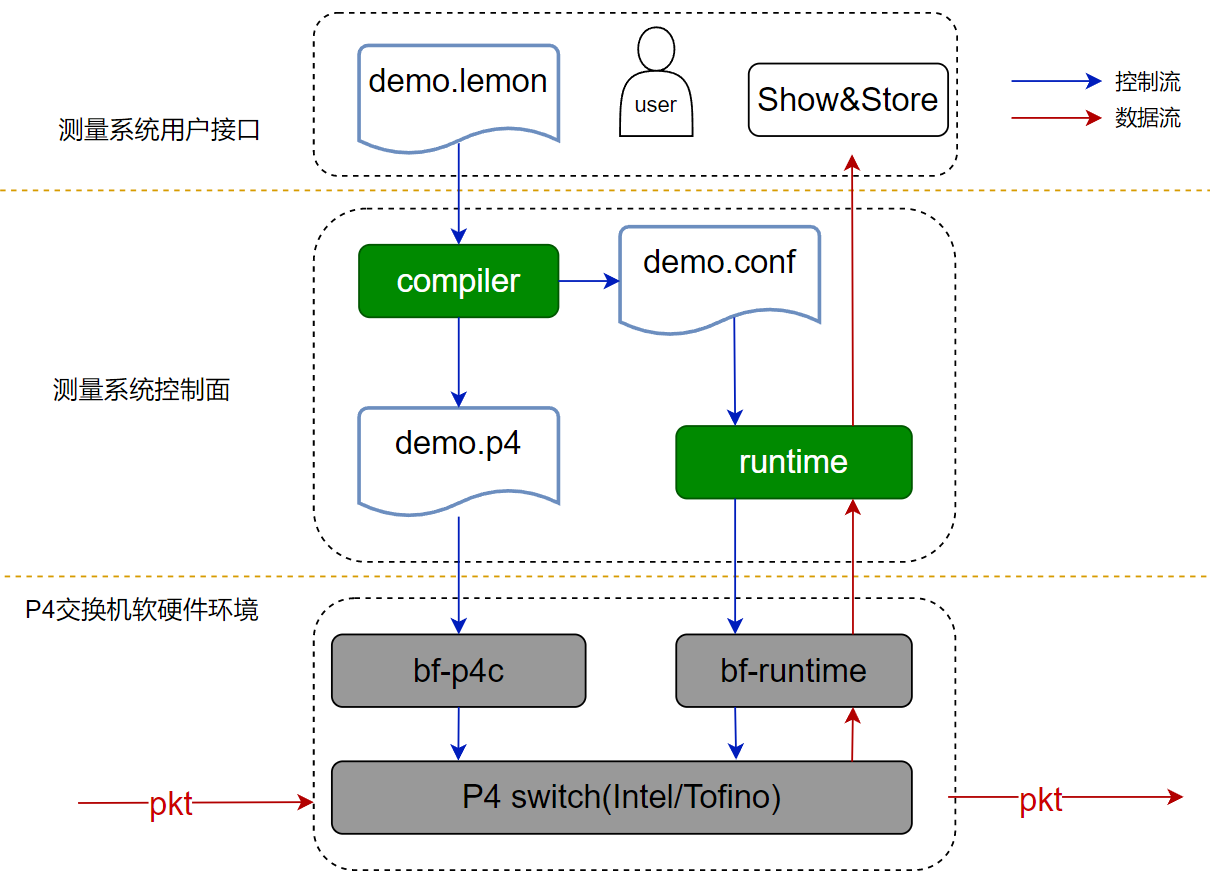 demo.lemon
user
Show&Store
控制流
数据流
测量系统用户接口
compiler
demo.conf
测量系统控制面
demo.p4
runtime
P4交换机软硬件环境
bf-p4c
bf-runtime
P4 switch(Intel/Tofino)
pkt
pkt